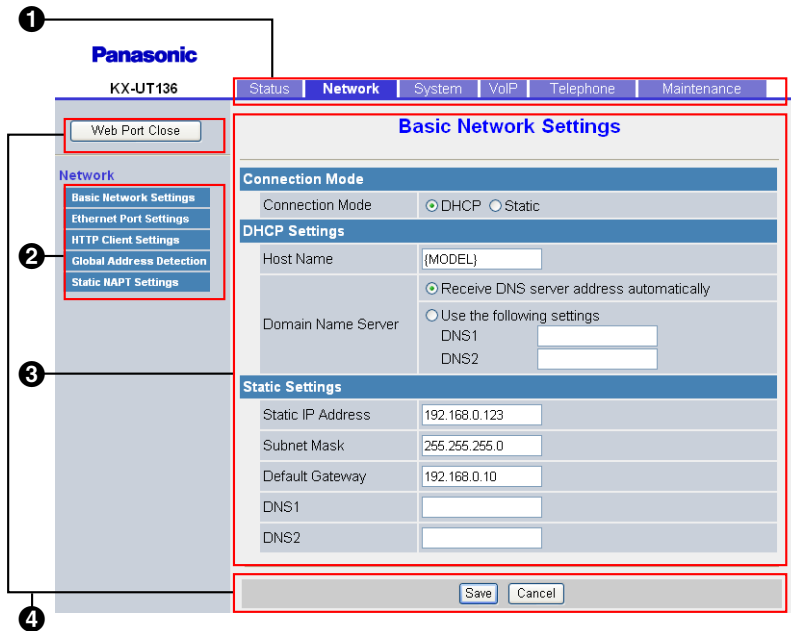 ❶
Panasonic
KX-UT136
Status Network System VoIP Telephone Maintenance
Web Port Close
Network
Basic Network Settings
Ethernet Port Settings
HTTP Client Settings
Global Address Detection
Static NAPT Settings
❷
Basic Network Settings
Connection Mode
Connection Mode DHCP Static
DHCP Settings
Host Name {MODEL}
Domain Name Server Receive DNS server address automatically
Use the following settings
DNS1
DNS2
❸
Static Settings
Static IP Address 192.168.0.123
Subnet Mask 255.255.255.0
Default Gateway 192.168.0.10
DNS1
DNS2
Save Cancel
❹